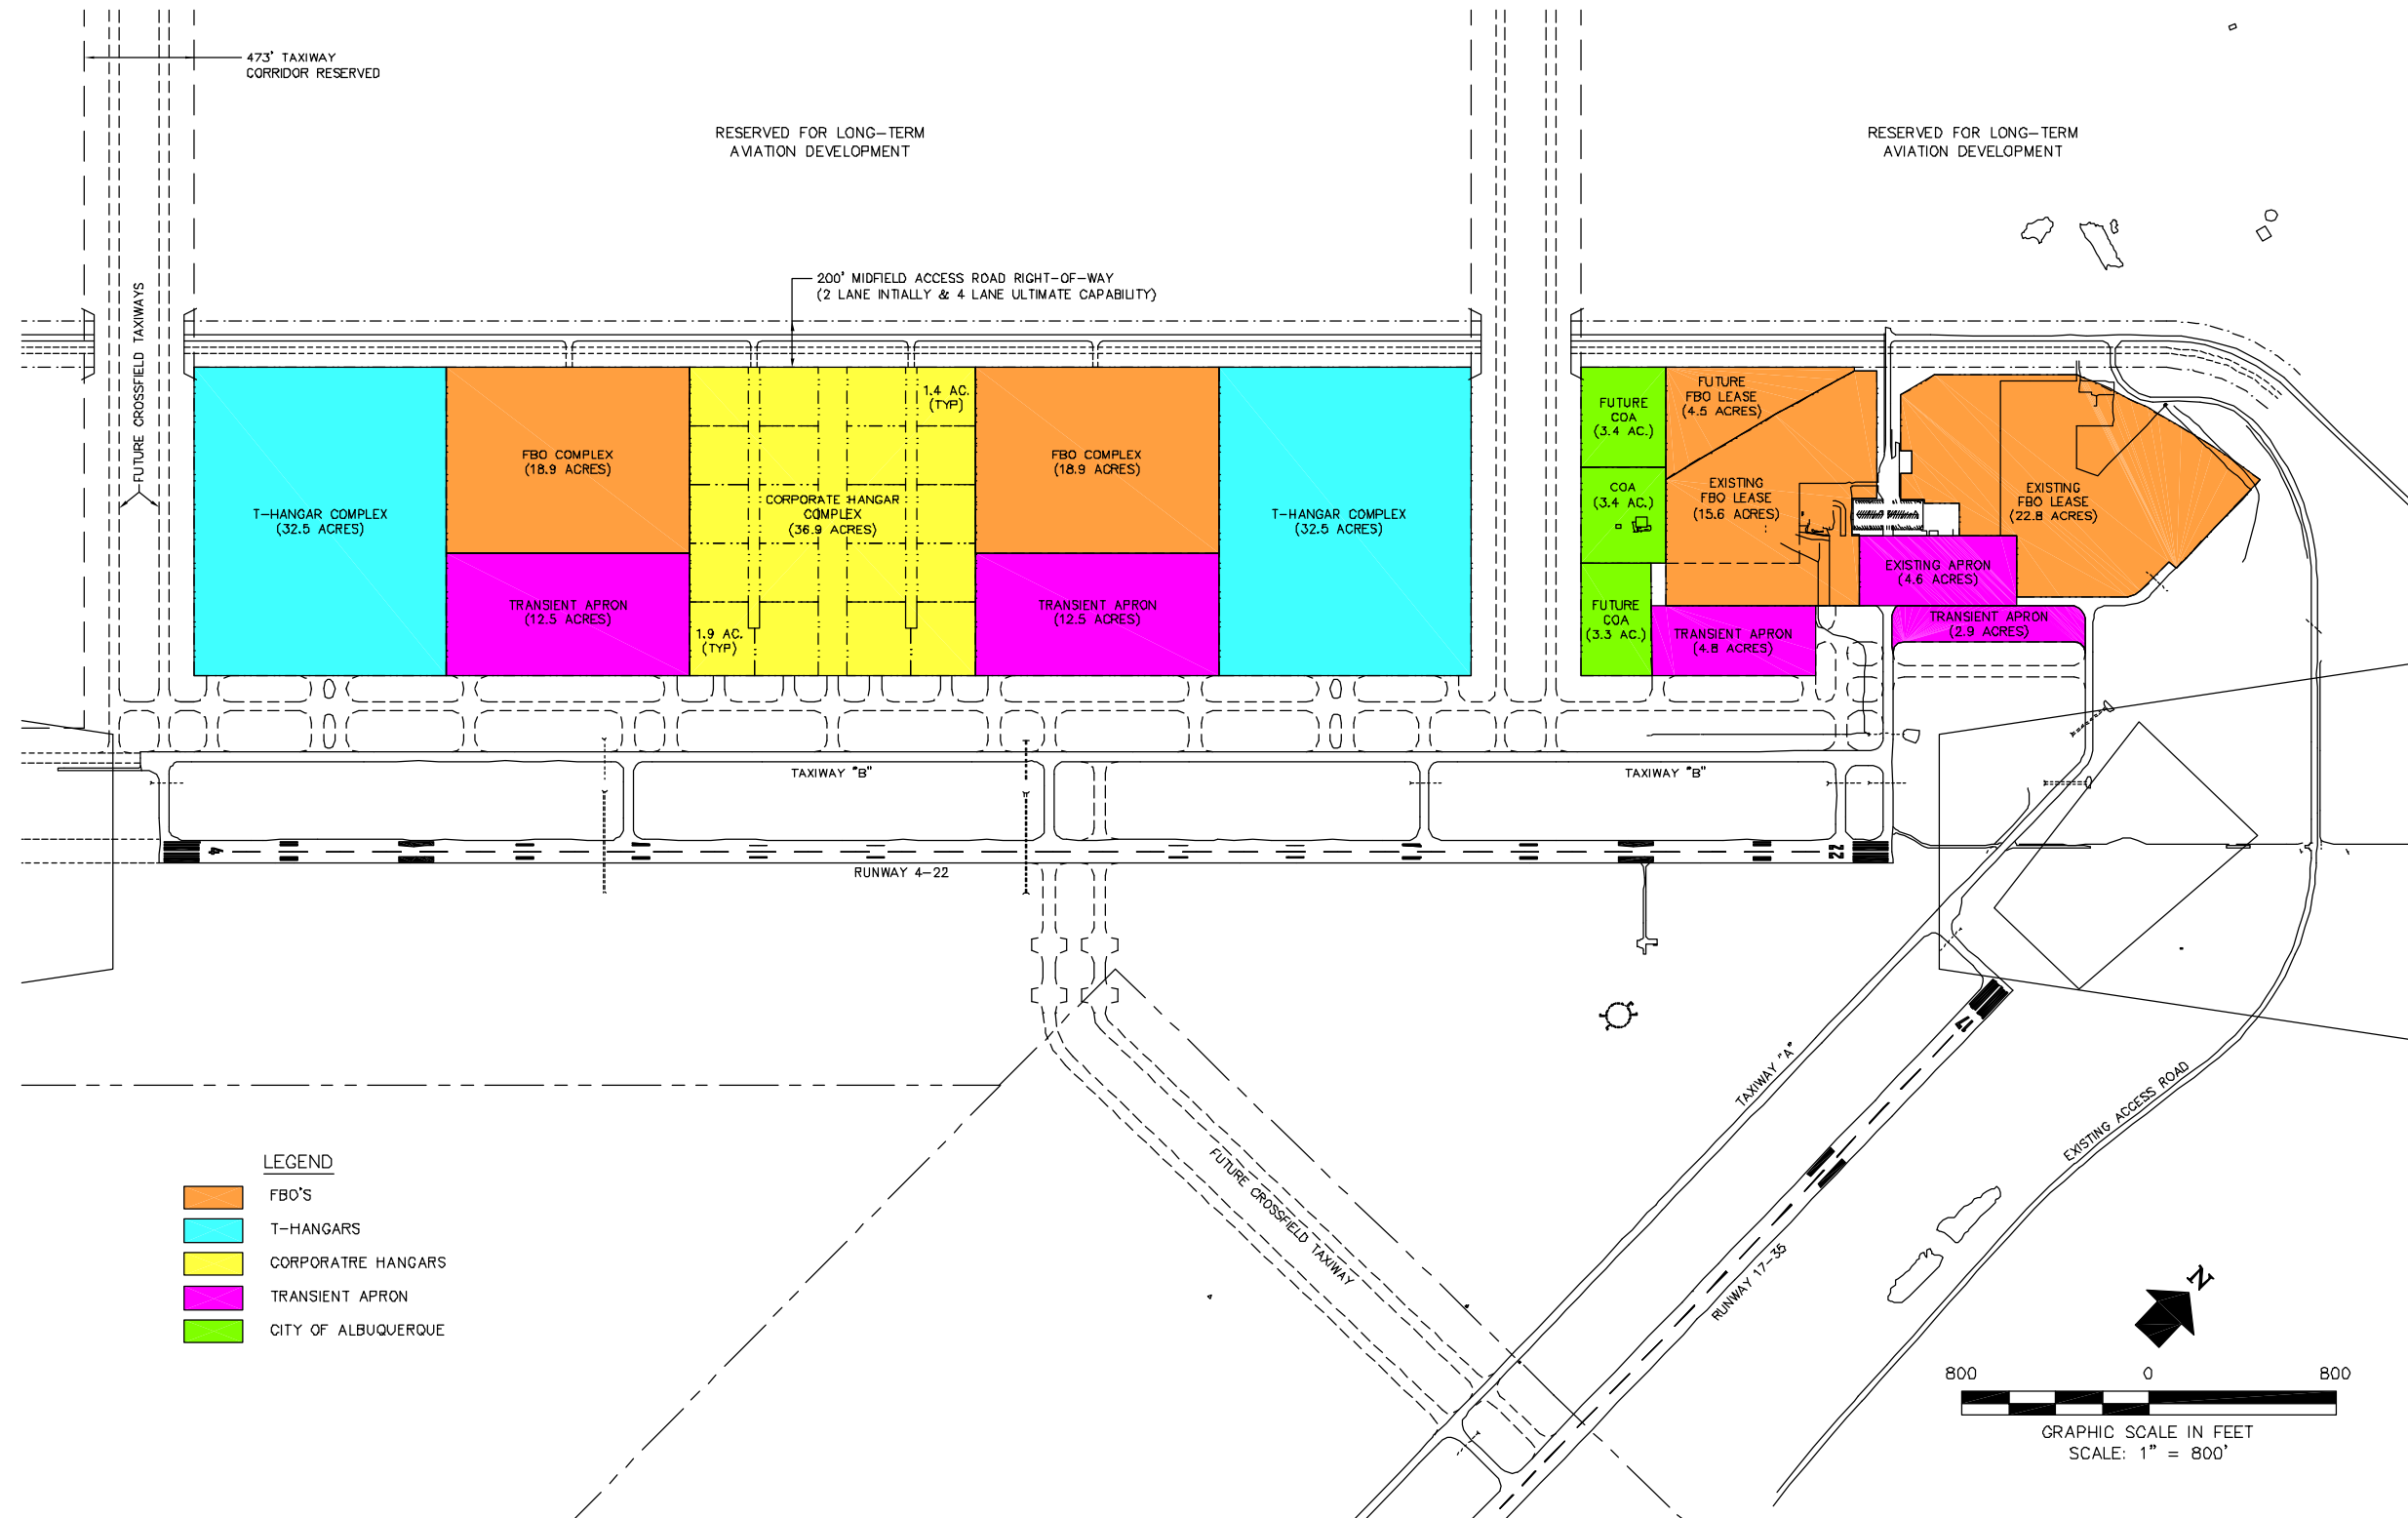 473' TAXIWAY
CORRIDOR RESERVED
RESERVED FOR LONG-TERM
AVIATION DEVELOPMENT
RESERVED FOR LONG-TERM
AVIATION DEVELOPMENT
FUTURE CROSSFIELD TAXIWAYS
200' MIDFIELD ACCESS ROAD RIGHT-OF-WAY
(2 LANE INTIALLY & 4 LANE ULTIMATE CAPABILITY)
T-HANGAR COMPLEX
(32.5 ACRES)
FBO COMPLEX
(18.9 ACRES)
TRANSIENT APRON
(12.5 ACRES)
1.4 AC.
(TYP)
CORPORATE HANGAR
COMPLEX
(36.9 ACRES)
1.9 AC.
(TYP)
FBO COMPLEX
(18.9 ACRES)
TRANSIENT APRON
(12.5 ACRES)
T-HANGAR COMPLEX
(32.5 ACRES)
FUTURE
COA
(3.4 AC.)
COA
(3.4 AC.)
FUTURE
COA
(3.3 AC.)
FUTURE
FBO LEASE
(4.5 ACRES)
EXISTING
FBO LEASE
(15.6 ACRES)
EXISTING
FBO LEASE
(22.8 ACRES)
EXISTING APRON
(4.6 ACRES)
TRANSIENT APRON
(4.8 ACRES)
TRANSIENT APRON
(2.9 ACRES)
TAXIWAY "B"
TAXIWAY "B"
4
22
RUNWAY 4-22
17
TAXIWAY "A"
EXISTING ACCESS ROAD
FUTURE CROSSFIELD TAXIWAY
RUNWAY 17-35
LEGEND
FBO'S
T-HANGARS
CORPORATRE HANGARS
TRANSIENT APRON
CITY OF ALBUQUERQUE
N
800 0 800
GRAPHIC SCALE IN FEET
SCALE: 1" = 800'